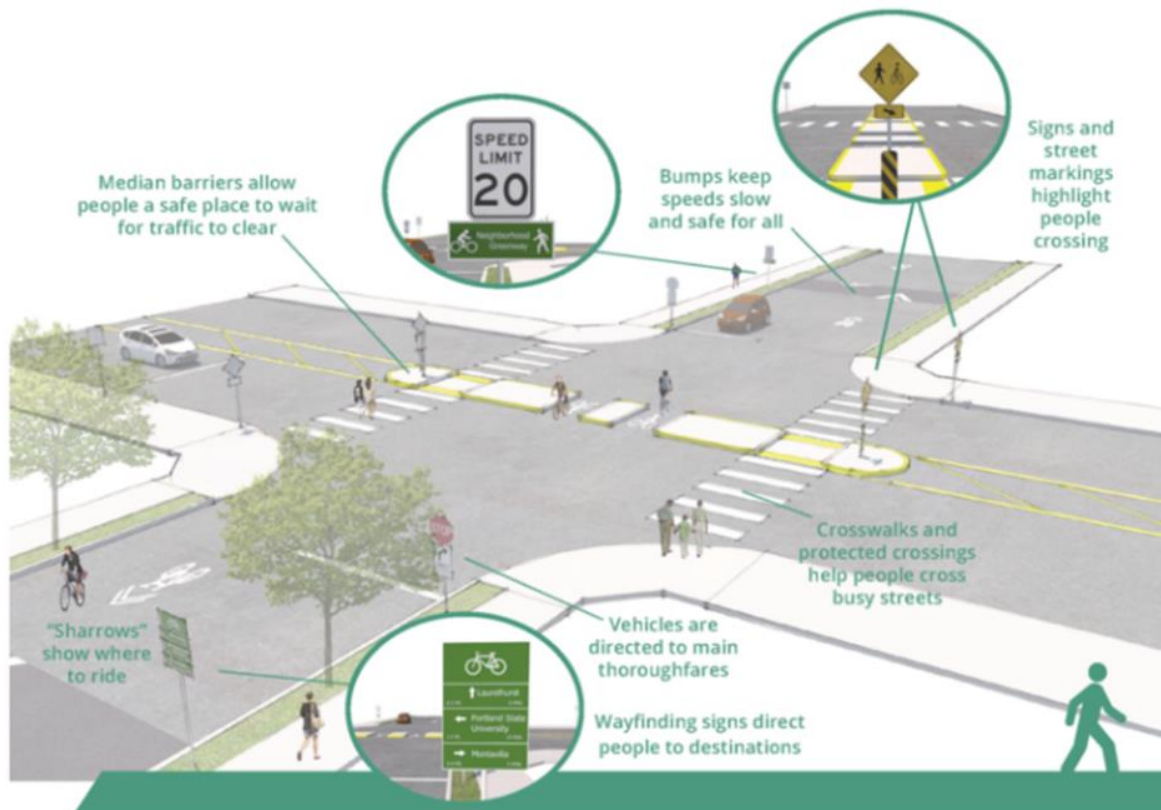 Median barriers allow
people a safe place to wait
for traffic to clear
SPEED
LIMIT
20
Neighborhood
Greenway
Bumps keep
speeds slow
and safe for all
Signs and
street
markings
highlight
people
crossing
STOP
Crosswalks and
protected crossings
help people cross
busy streets
"Sharrows"
show where
to ride
Vehicles are
directed to main
thoroughfares
Laurelhurst
Portland State
University
Montavilla
Wayfinding signs direct
people to destinations